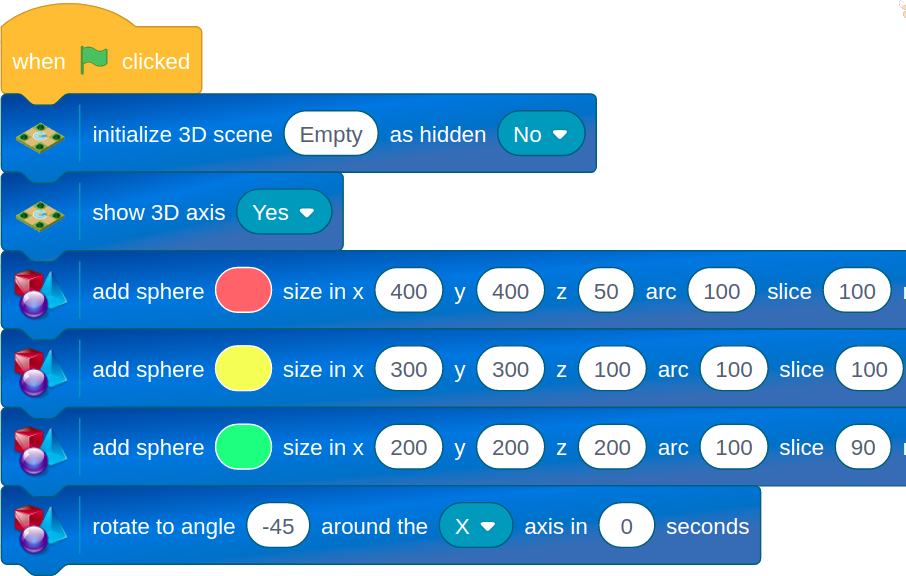 when clicked
initialize 3D scene Empty as hidden No
show 3D axis Yes
add sphere size in x 400 y 400 z 50 arc 100 slice 100
add sphere size in x 300 y 300 z 100 arc 100 slice 100
add sphere size in x 200 y 200 z 200 arc 100 slice 90
rotate to angle -45 around the X axis in 0 seconds